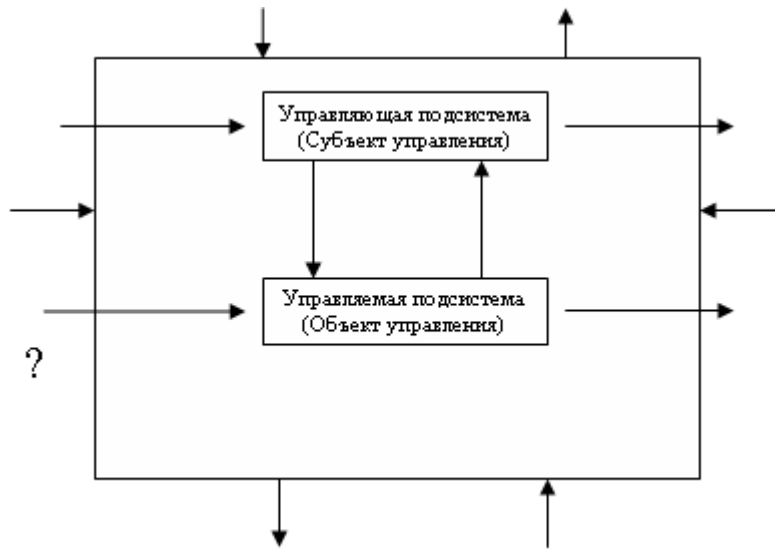 Управляющая подсистема
(Субъект управления)
Управляемая подсистема
(Объект управления)
?